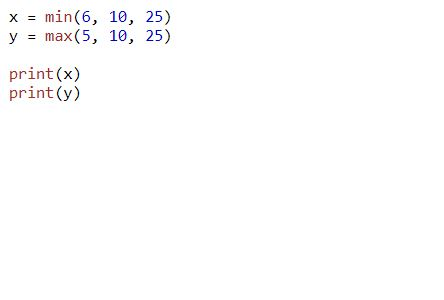 x = min(6, 10, 25)
y = max(5, 10, 25)
print(x)
print(y)